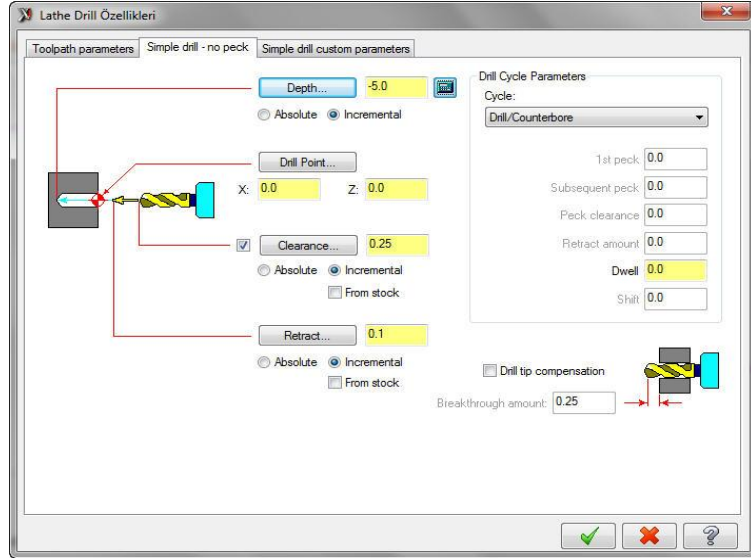 Lathe Drill Özellikleri
Toolpath parameters
Simple drill - no peck
Simple drill custom parameters
Depth...
-5.0
Absolute
Incremental
Drill Point...
X:
0.0
Z:
0.0
Clearance...
0.25
Absolute
Incremental
From stock
Retract...
0.1
Absolute
Incremental
From stock
Drill Cycle Parameters
Cycle:
Drill/Counterbore
1st peck
0.0
Subsequent peck
0.0
Peck clearance
0.0
Retract amount
0.0
Dwell
0.0
Shift
0.0
Drill tip compensation
Breakthrough amount:
0.25